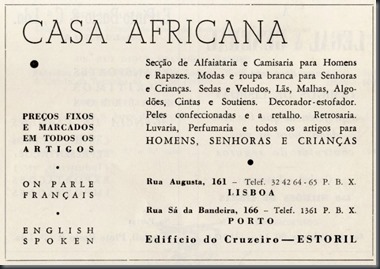 CASA AFRICANA
Secção de Alfaiataria e Camisaria para Homens
e Rapazes. Modas e roupa branca para Senhoras
e Crianças. Sedas e Veludos, Lãs, Malhas, Algo-
dões, Cintas e Soutiens. Decorador-estofador.
Peles confeccionadas e a retalho. Retrosaria.
Luvaria, Perfumaria e todos os artigos para
HOMENS, SENHORAS E CRIANÇAS
PREÇOS FIXOS
E MARCADOS
EM TODOS OS
ARTIGOS
ON PARLE
FRANÇAIS
ENGLISH
SPOKEN
Rua Augusta, 161 – Telef. 32 42 64-65 P. B. X.
LISBOA
Rua Sá da Bandeira, 166 – Telef. 1361 P. B. X.
PORTO
Edifício do Cruzeiro — ESTORIL